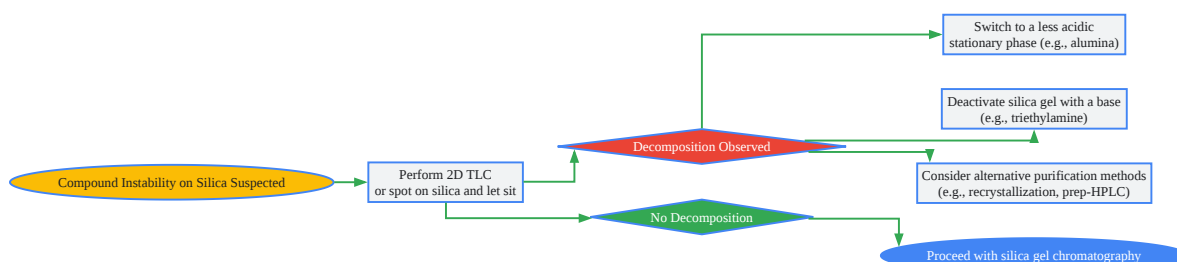 Switch to a less acidic
stationary phase (e.g., alumina)
Deactivate silica gel with a base
(e.g., triethylamine)
Decomposition Observed
Compound Instability on Silica Suspected
Perform 2D TLC
or spot on silica and let sit
Consider alternative purification methods
(e.g., recrystallization, prep-HPLC)
No Decomposition
Proceed with silica gel chromatography